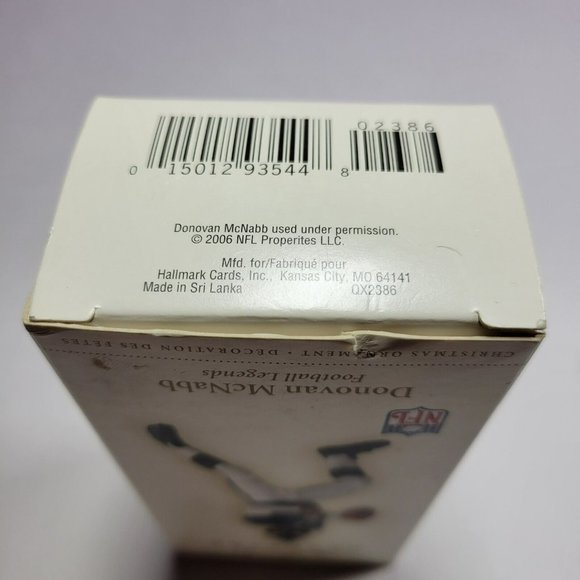 02386
0 15012 93544 8
Donovan McNabb used under permission.
© 2006 NFL Properites LLC.
Mfd. for/Fabriqué pour
Hallmark Cards, Inc., Kansas City, MO 64141
Made in Sri Lanka QX2386
CHRISTMAS ORNAMENT • DÉCORATION DES FÊTES
Donovan McNabb
Football Legends
NFL